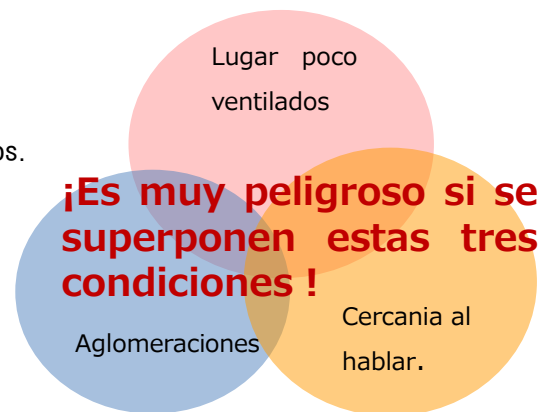 Lugar poco
ventilados
os.
¡Es muy peligroso si se
superponen estas tres
condiciones !
Cercania al
hablar.
Aglomeraciones